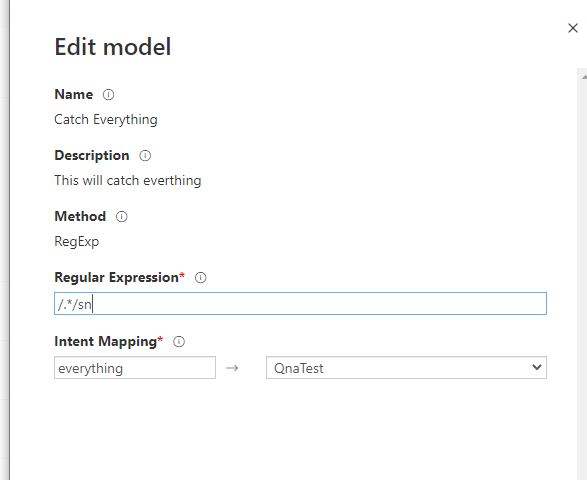 Edit model
Name
Catch Everything
Description
This will catch everthing
Method
RegExp
Regular Expression*
/.*/sn
Intent Mapping*
everything → QnaTest